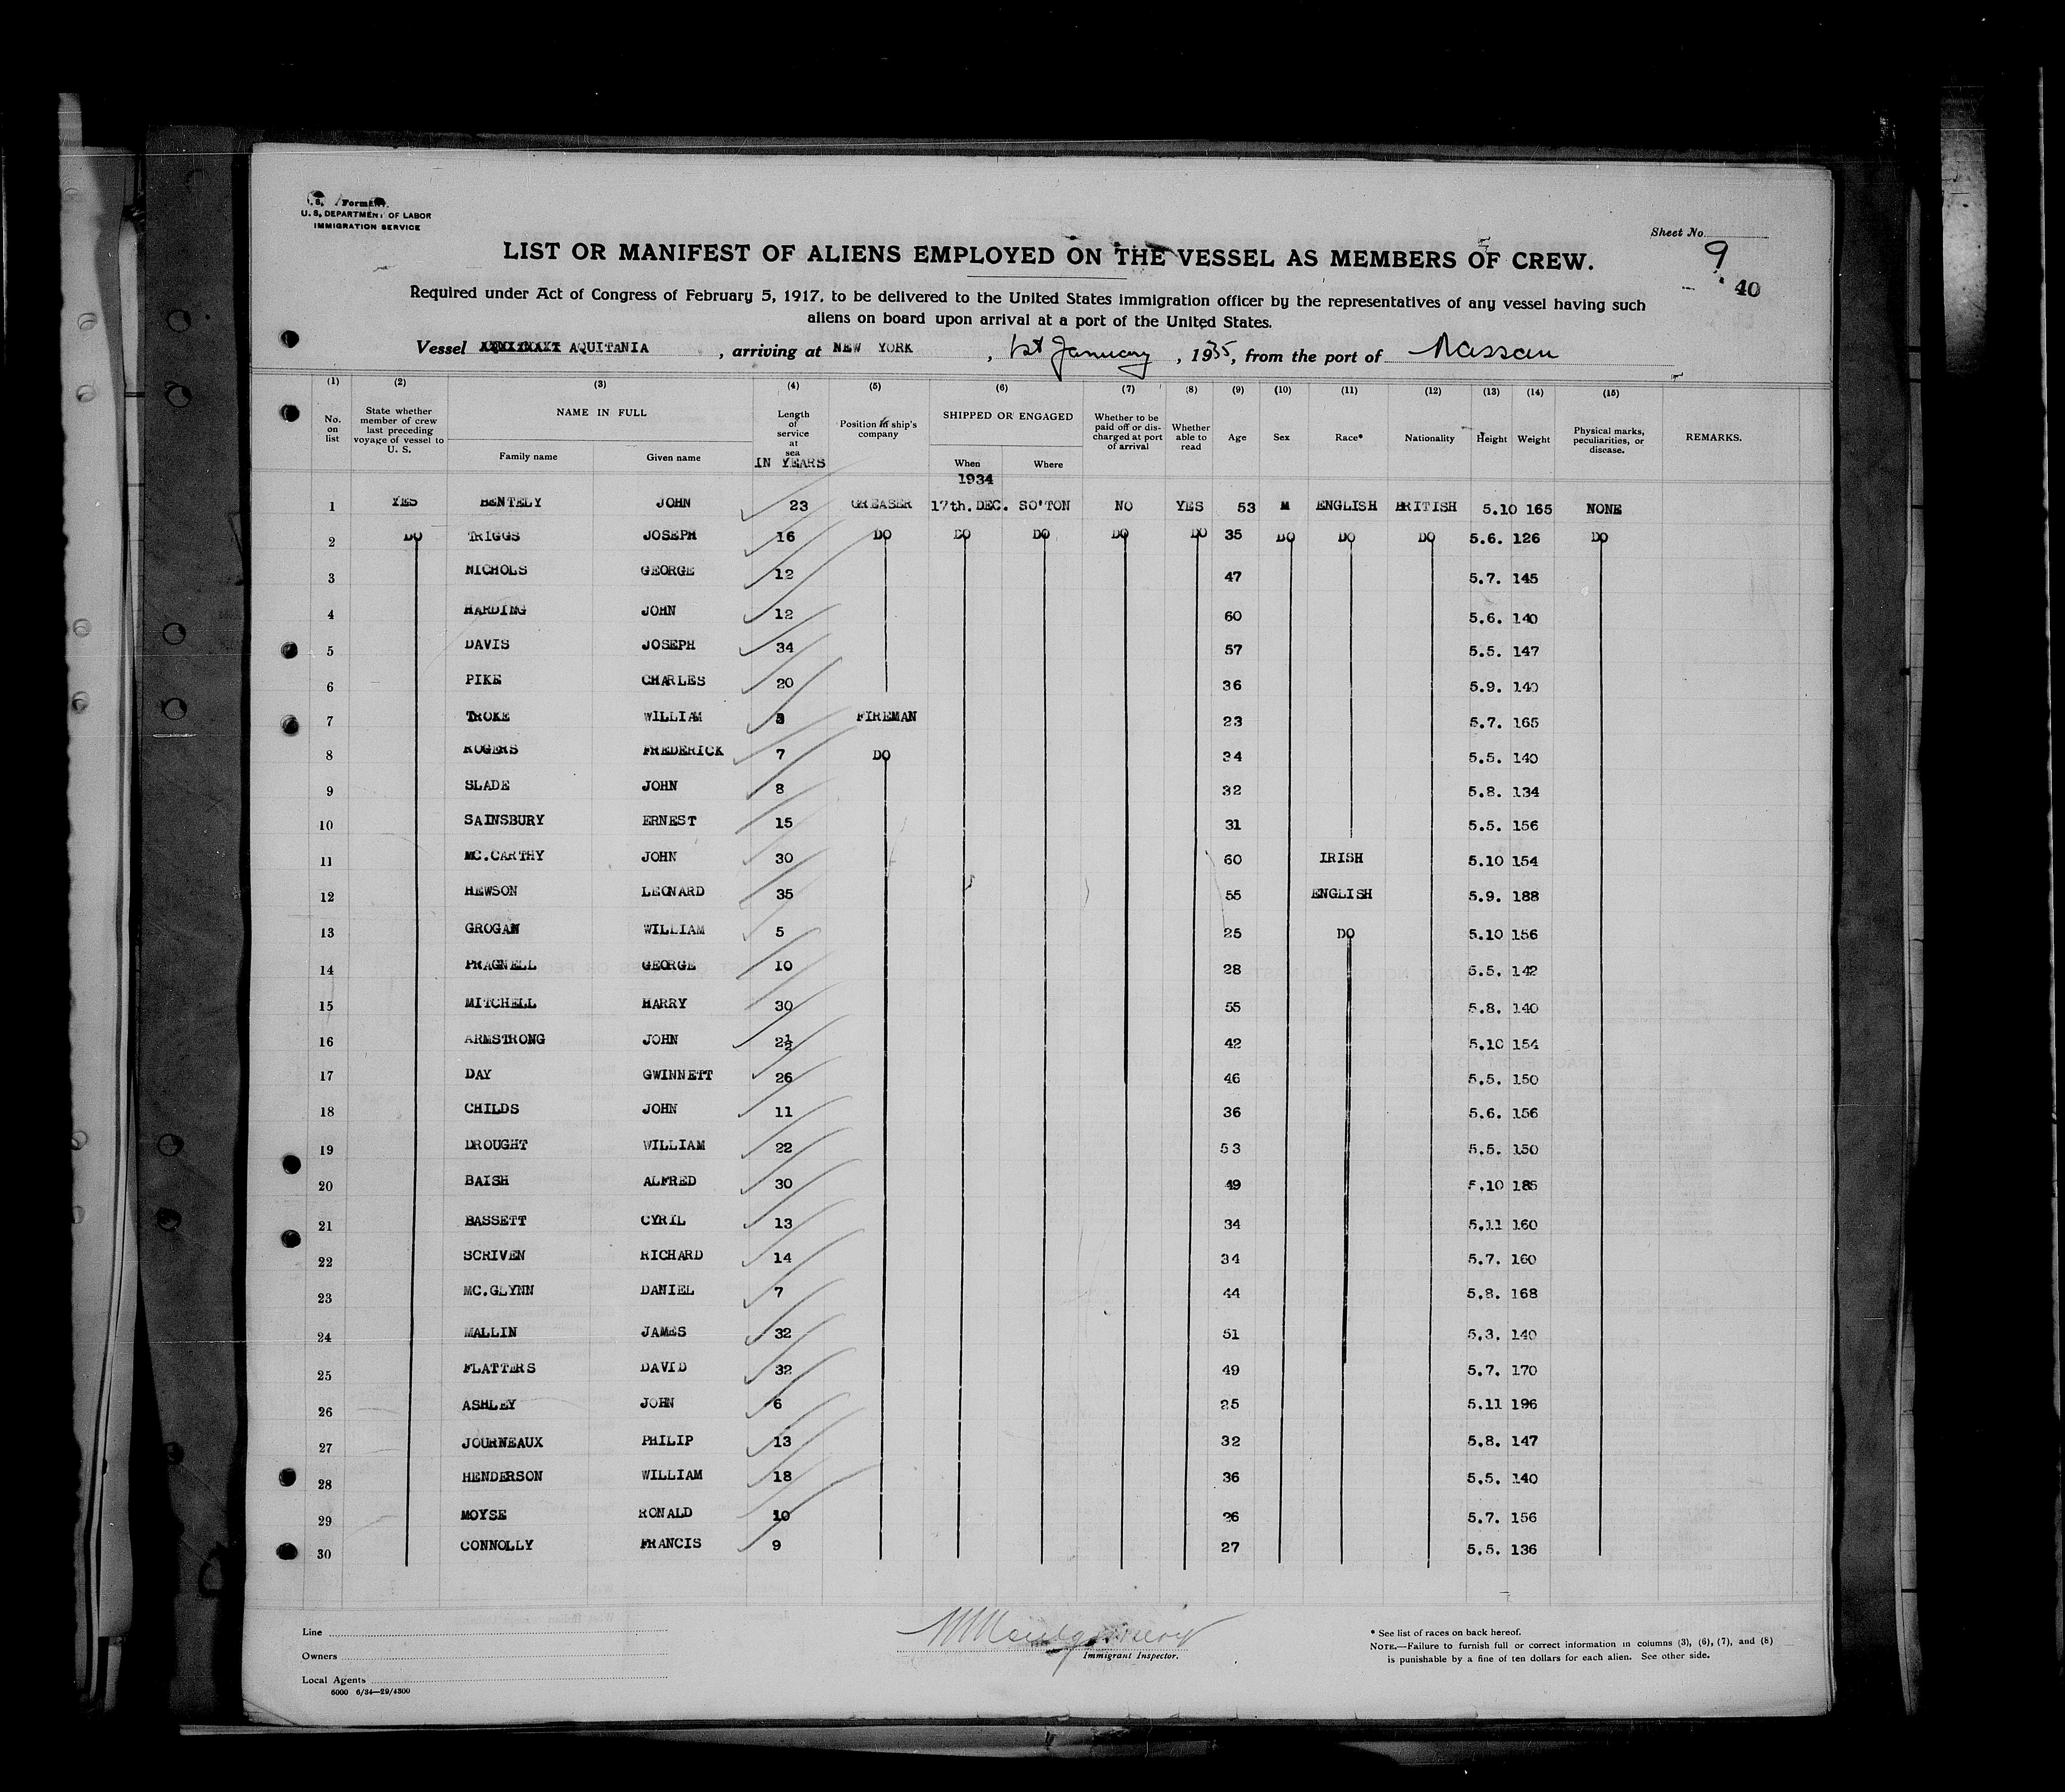 U. S. DEPARTMENT OF LABOR
IMMIGRATION SERVICE
Sheet No.
9
40
LIST OR MANIFEST OF ALIENS EMPLOYED ON THE VESSEL AS MEMBERS OF CREW.
Required under Act of Congress of February 5, 1917, to be delivered to the United States immigration officer by the representatives of any vessel having such
aliens on board upon arrival at a port of the United States.
Vessel AQUITANIA, arriving at NEW YORK, 1st January, 1935, from the port of Nassau
(1) (2) (3) (4) (5) (6) (7) (8) (9) (10) (11) (12) (13) (14) (15)
No. on list State whether member of crew last preceding voyage of vessel to U. S. NAME IN FULL Family name Given name Length of service at sea IN YEARS Position in ship's company SHIPPED OR ENGAGED When Where Whether to be paid off or discharged at port of arrival Whether able to read Age Sex Race* Nationality Height Weight Physical marks, peculiarities, or disease. REMARKS.
1934
1 YES BENTELY JOHN 23 GREASER 17th.DEC. SO'TON NO YES 53 M ENGLISH BRITISH 5.10 165 NONE
2 DO TRIGGS JOSEPH 16 DO DO DO DO DO 35 DO DO DO 5.6. 126 DO
3 NICHOLS GEORGE 12 47 5.7. 145
4 HARDING JOHN 12 60 5.6. 140
5 DAVIS JOSEPH 34 57 5.5. 147
6 PIKE CHARLES 20 36 5.9. 140
7 TROKE WILLIAM FIREMAN 23 5.7. 165
8 ROGERS FREDERICK 7 DO 34 5.5. 140
9 SLADE JOHN 8 32 5.8. 134
10 SAINSBURY ERNEST 15 31 5.5. 156
11 MC.CARTHY JOHN 30 60 IRISH 5.10 154
12 HEWSON LEONARD 35 55 ENGLISH 5.9. 188
13 GROGAN WILLIAM 5 25 DO 5.10 156
14 PRAGNELL GEORGE 10 28 5.5. 142
15 MITCHELL HARRY 30 55 5.8. 140
16 ARMSTRONG JOHN 2½ 42 5.10 154
17 DAY GWINNETT 26 46 5.5. 150
18 CHILDS JOHN 11 36 5.6. 156
19 DROUGHT WILLIAM 22 53 5.5. 150
20 BAISH ALFRED 30 49 5.10 185
21 BASSETT CYRIL 13 34 5.11 160
22 SCRIVEN RICHARD 14 34 5.7. 160
23 MC.GLYNN DANIEL 7 44 5.8. 168
24 MALLIN JAMES 32 51 5.3. 140
25 FLATTERS DAVID 32 49 5.7. 170
26 ASHLEY JOHN 6 25 5.11 196
27 JOURNEAUX PHILIP 13 32 5.8. 147
28 HENDERSON WILLIAM 18 36 5.5. 140
29 MOYSE RONALD 10 26 5.7. 156
30 CONNOLLY FRANCIS 9 27 5.5. 136
Line
Owners
Local Agents
6000 6/34—29/4300
Immigrant Inspector.
* See list of races on back hereof.
NOTE.—Failure to furnish full or correct information in columns (3), (6), (7), and (8)
is punishable by a fine of ten dollars for each alien. See other side.